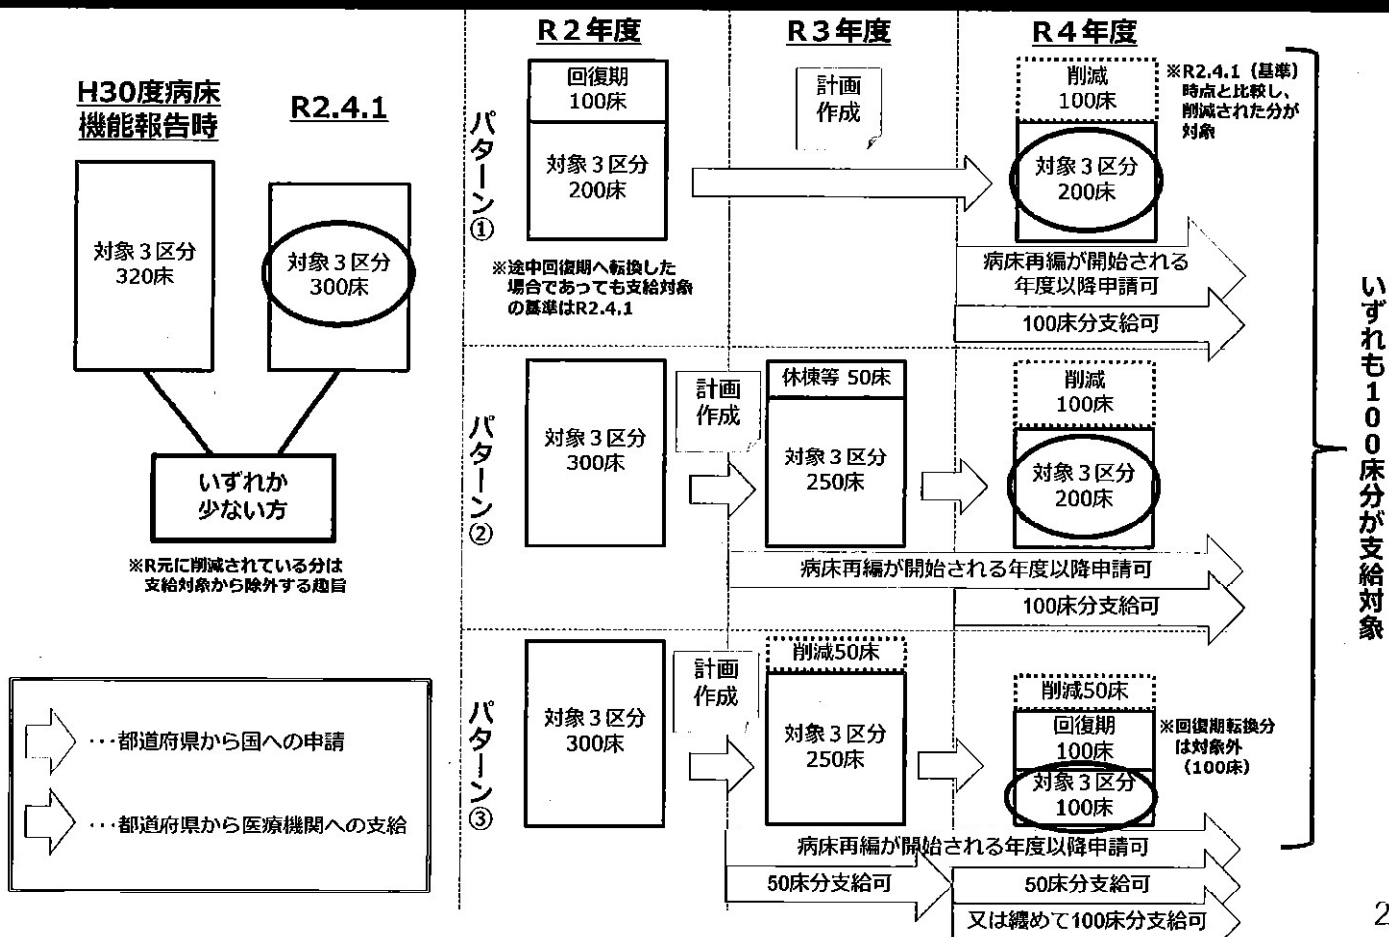 H30度病床
機能報告時
R2.4.1
対象３区分
320床
対象３区分
300床
いずれか
少ない方
※R元に削減されている分は
支給対象から除外する趣旨
…都道府県から国への申請
…都道府県から医療機関への支給
R２年度
R３年度
R４年度
パターン①
回復期
100床
対象３区分
200床
※途中回復期へ転換した
場合であっても支給対象
の基準はR2.4.1
計画
作成
削減
100床
対象３区分
200床
※R2.4.1（基準）
時点と比較し、
削減された分が
対象
病床再編が開始される
年度以降申請可
100床分支給可
パターン②
対象３区分
300床
計画
作成
休棟等 50床
対象３区分
250床
削減
100床
対象３区分
200床
病床再編が開始される年度以降申請可
100床分支給可
パターン③
対象３区分
300床
計画
作成
削減50床
対象３区分
250床
削減50床
回復期
100床
対象３区分
100床
※回復期転換分
は対象外
（100床）
病床再編が開始される年度以降申請可
50床分支給可
50床分支給可
又は纏めて100床分支給可
いずれも１００床分が支給対象
2